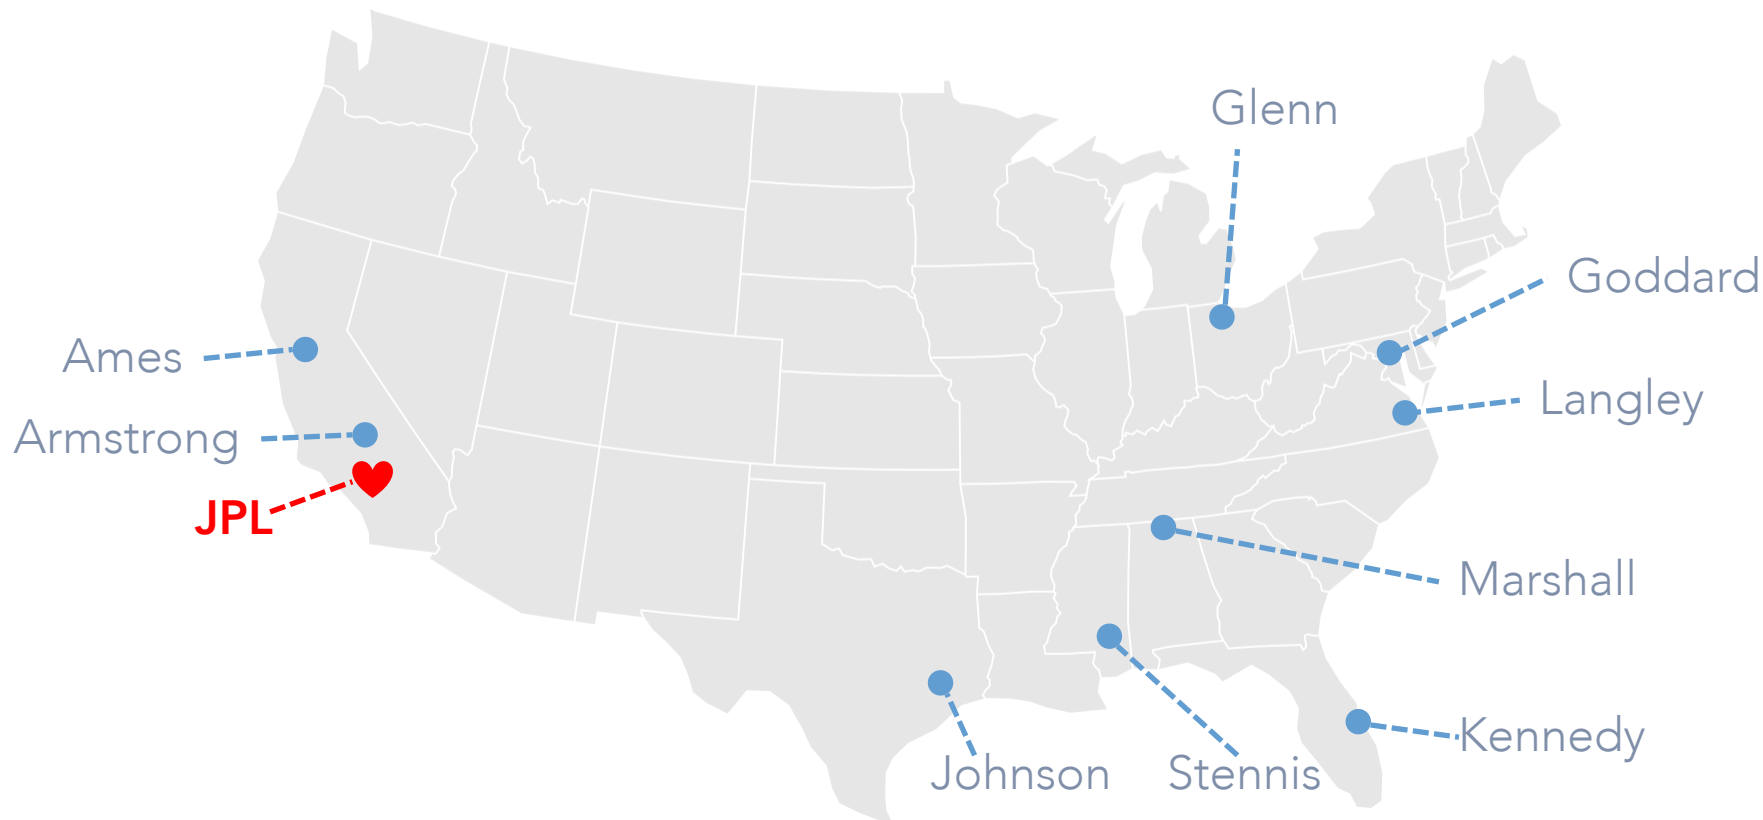 Glenn
Goddard
Ames
Langley
Armstrong
JPL
Marshall
Kennedy
Johnson
Stennis